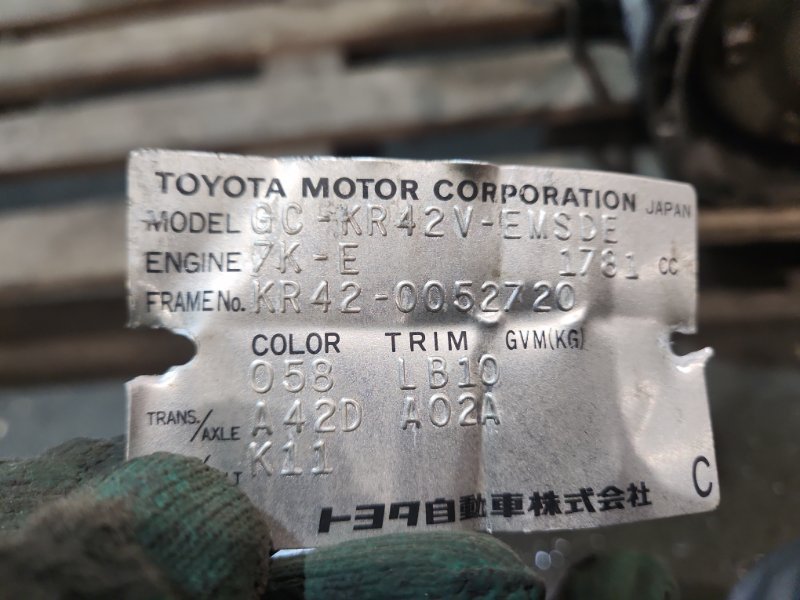 TOYOTA MOTOR CORPORATION JAPAN
MODEL GC-KR42V-EMSDE
ENGINE 7K-E 1781 CC
FRAME No. KR42-0052720
COLOR TRIM GVM(KG)
058 LB10
TRANS./AXLE A42D A02A
K11
トヨタ自動車株式会社 C